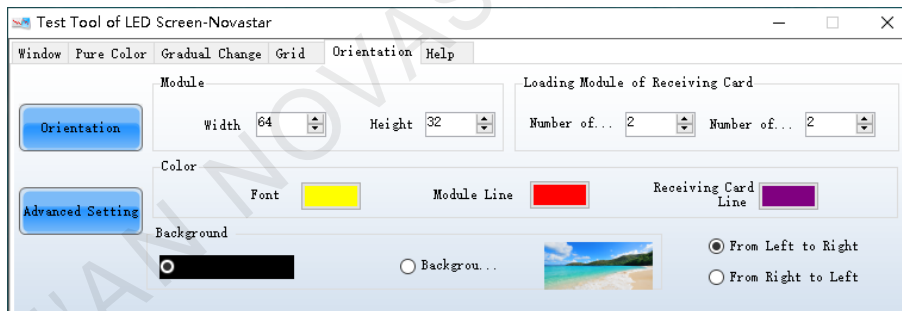 Test Tool of LED Screen-Novastar
Window Pure Color Gradual Change Grid Orientation Help
Orientation
Advanced Setting
Module
Width 64 Height 32
Loading Module of Receiving Card
Number of... 2 Number of... 2
Color
Font Module Line Receiving Card Line
Background
Backgrou...
From Left to Right
From Right to Left